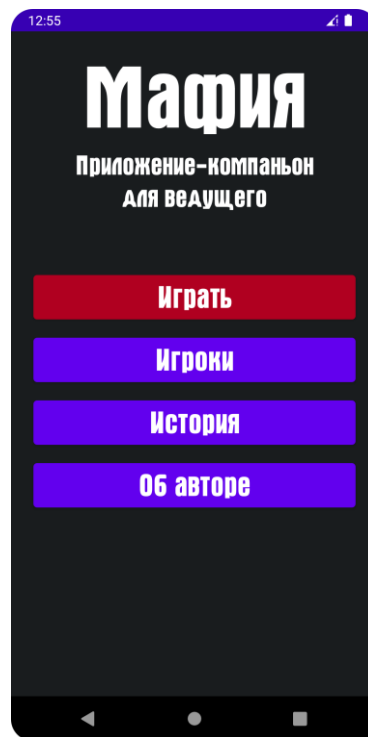 12:55
Мафия
Приложение-компаньон
для ведущего
Играть
Игроки
История
Об авторе